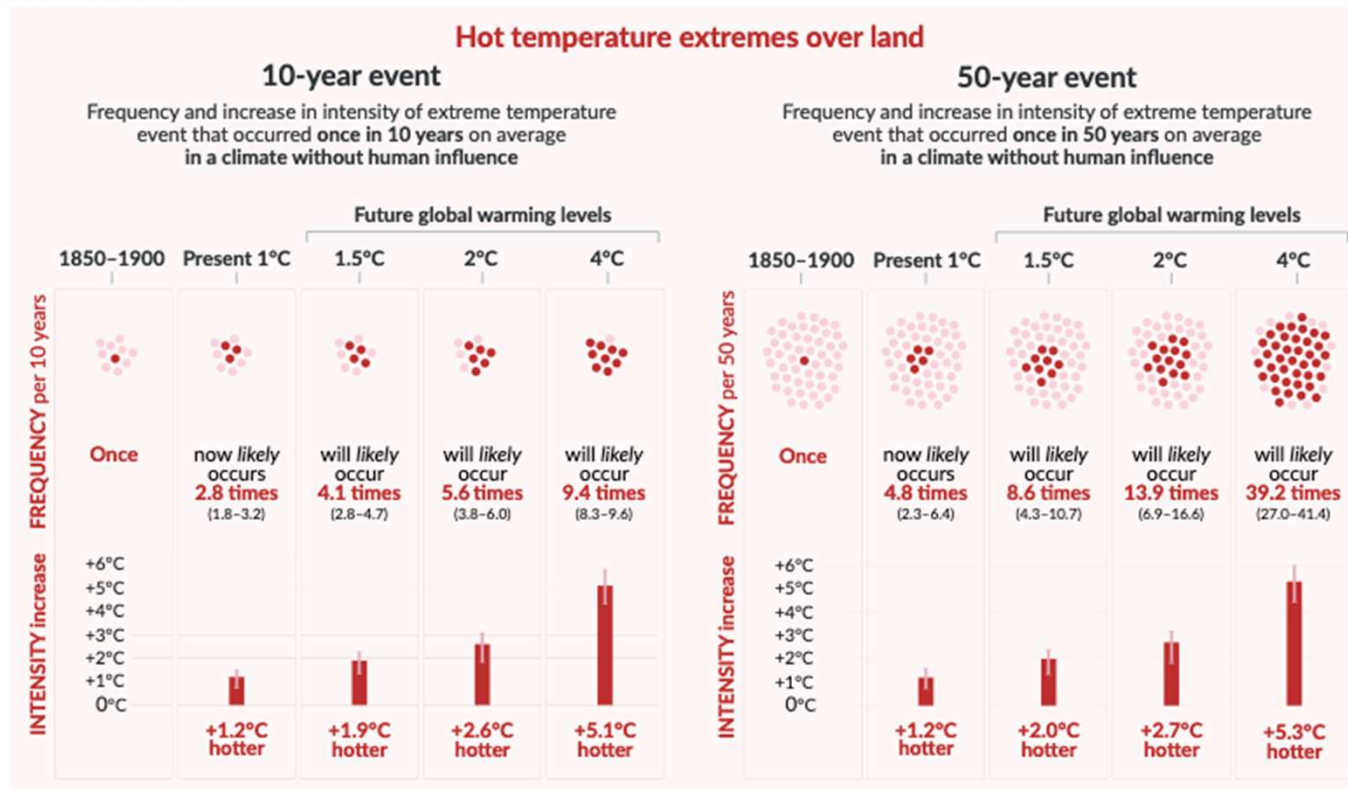 Hot temperature extremes over land
10-year event
Frequency and increase in intensity of extreme temperature
event that occurred once in 10 years on average
in a climate without human influence
Future global warming levels
1850–1900 Present 1°C 1.5°C 2°C 4°C
FREQUENCY per 10 years
Once
now likely
occurs
2.8 times
(1.8–3.2)
will likely
occur
4.1 times
(2.8–4.7)
will likely
occur
5.6 times
(3.8–6.0)
will likely
occur
9.4 times
(8.3–9.6)
INTENSITY increase
+6°C
+5°C
+4°C
+3°C
+2°C
+1°C
0°C
+1.2°C
hotter
+1.9°C
hotter
+2.6°C
hotter
+5.1°C
hotter
50-year event
Frequency and increase in intensity of extreme temperature
event that occurred once in 50 years on average
in a climate without human influence
Future global warming levels
1850–1900 Present 1°C 1.5°C 2°C 4°C
FREQUENCY per 50 years
Once
now likely
occurs
4.8 times
(2.3–6.4)
will likely
occur
8.6 times
(4.3–10.7)
will likely
occur
13.9 times
(6.9–16.6)
will likely
occur
39.2 times
(27.0–41.4)
INTENSITY increase
+6°C
+5°C
+4°C
+3°C
+2°C
+1°C
0°C
+1.2°C
hotter
+2.0°C
hotter
+2.7°C
hotter
+5.3°C
hotter